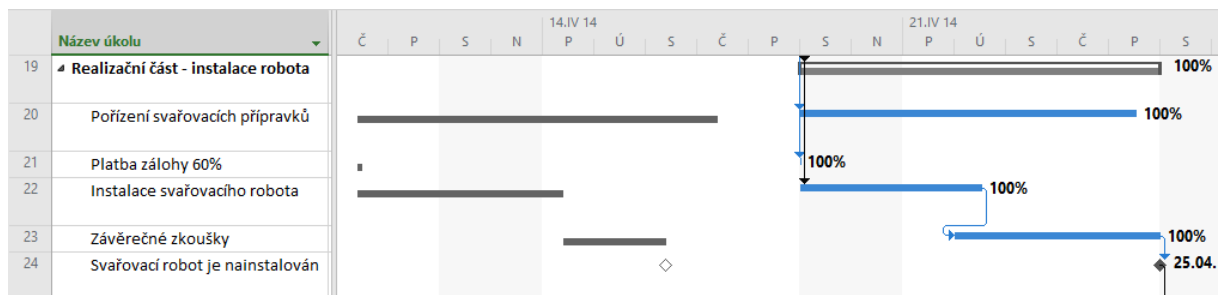 14.IV 14 21.IV 14
Název úkolu Č P S N P Ú S Č P S N P Ú S Č P S
19 Realizační část - instalace robota 100%
20 Pořízení svařovacích přípravků 100%
21 Platba zálohy 60% 100%
22 Instalace svařovacího robota 100%
23 Závěrečné zkoušky 100%
24 Svařovací robot je nainstalován 25.04.